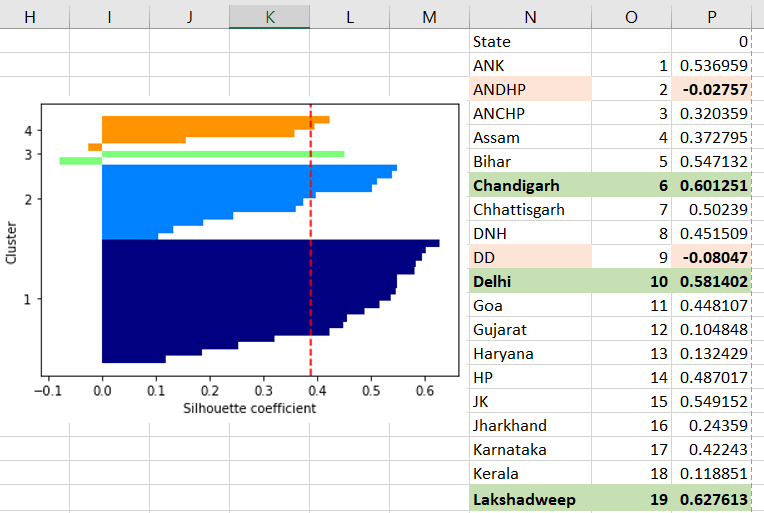 H I J K L M N O P
State 0
ANK 1 0.536959
ANDHP 2 -0.02757
ANCHP 3 0.320359
Assam 4 0.372795
Bihar 5 0.547132
Chandigarh 6 0.601251
Chhattisgarh 7 0.50239
DNH 8 0.451509
DD 9 -0.08047
Delhi 10 0.581402
Goa 11 0.448107
Gujarat 12 0.104848
Haryana 13 0.132429
HP 14 0.487017
JK 15 0.549152
Jharkhand 16 0.24359
Karnataka 17 0.42243
Kerala 18 0.118851
Lakshadweep 19 0.627613
Cluster
4
3
2
1
−0.1 0.0 0.1 0.2 0.3 0.4 0.5 0.6
Silhouette coefficient